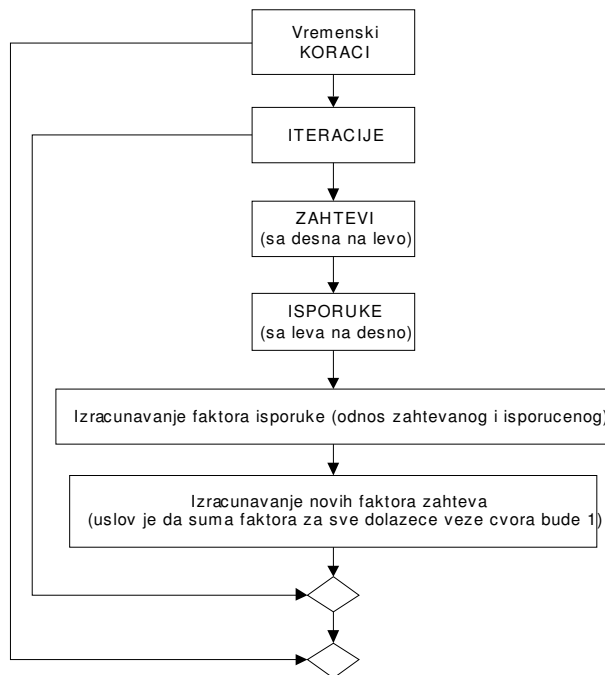 Vremenski
KORACI
ITERACIJE
ZAHTEVI
(sa desna na levo)
ISPORUKE
(sa leva na desno)
Izracunavanje faktora isporuke (odnos zahtevanog i isporucenog)
Izracunavanje novih faktora zahteva
(uslov je da suma faktora za sve dolazece veze cvora bude 1)